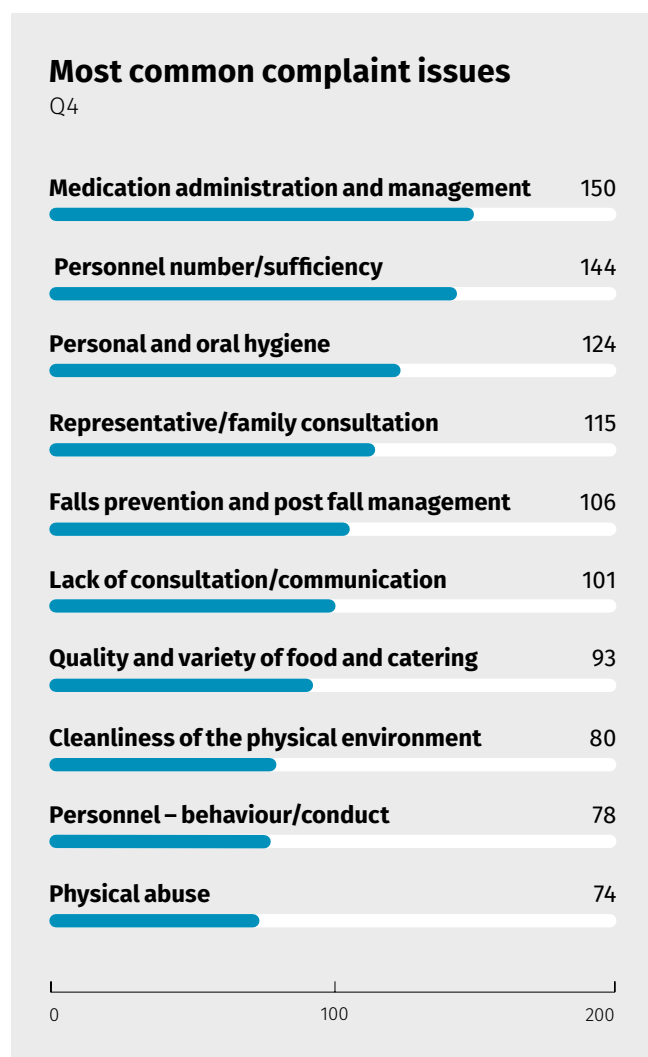 Most common complaint issues
Q4
Medication administration and management 150
Personnel number/sufficiency 144
Personal and oral hygiene 124
Representative/family consultation 115
Falls prevention and post fall management 106
Lack of consultation/communication 101
Quality and variety of food and catering 93
Cleanliness of the physical environment 80
Personnel – behaviour/conduct 78
Physical abuse 74
0 100 200